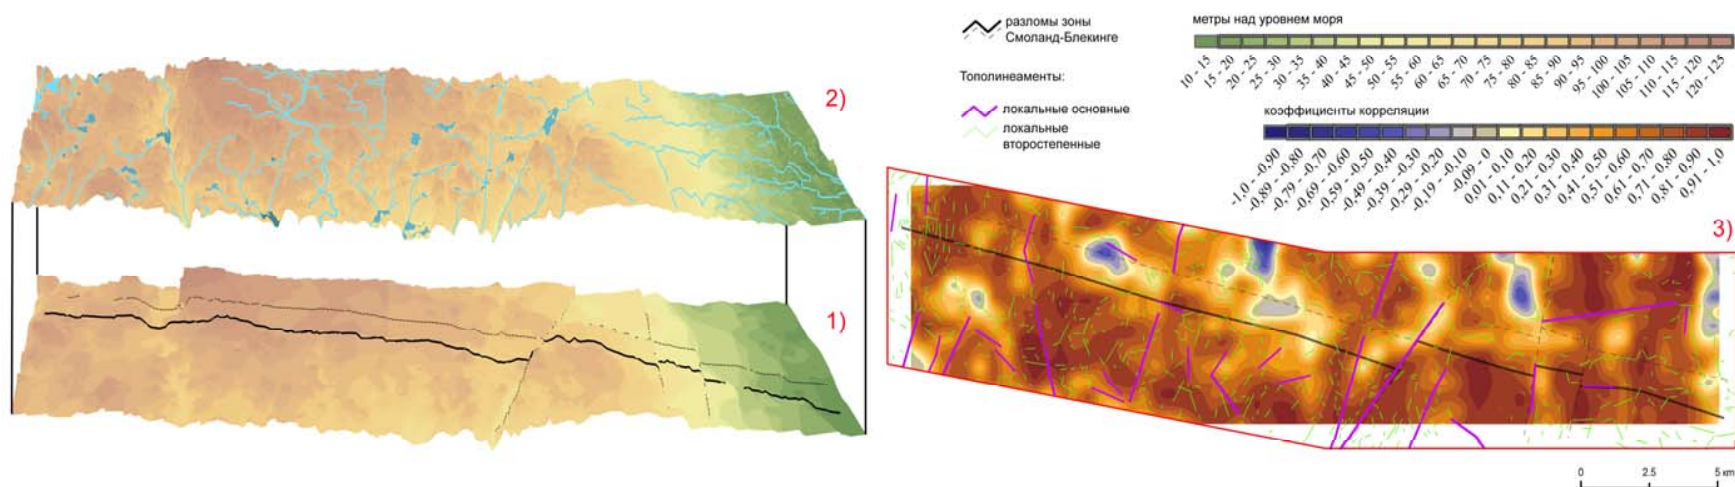 разломы зоны
Смоланд-Блекинге
Тополинеаменты:
локальные основные
локальные
второстепенные
метры над уровнем моря
10 - 15
15 - 20
20 - 25
25 - 30
30 - 35
35 - 40
40 - 45
45 - 50
50 - 55
55 - 60
60 - 65
65 - 70
70 - 75
75 - 80
80 - 85
85 - 90
90 - 95
95 - 100
100 - 105
105 - 110
110 - 115
115 - 120
120 - 125
коэффициенты корреляции
-1,0 - -0,90
-0,89 - -0,80
-0,79 - -0,70
-0,69 - -0,60
-0,59 - -0,50
-0,49 - -0,40
-0,39 - -0,30
-0,29 - -0,20
-0,19 - -0,10
-0,09 - 0
0,01 - 0,10
0,11 - 0,20
0,21 - 0,30
0,31 - 0,40
0,41 - 0,50
0,51 - 0,60
0,61 - 0,70
0,71 - 0,80
0,81 - 0,90
0,91 - 1,0
2)
1)
3)
0 2.5 5 km